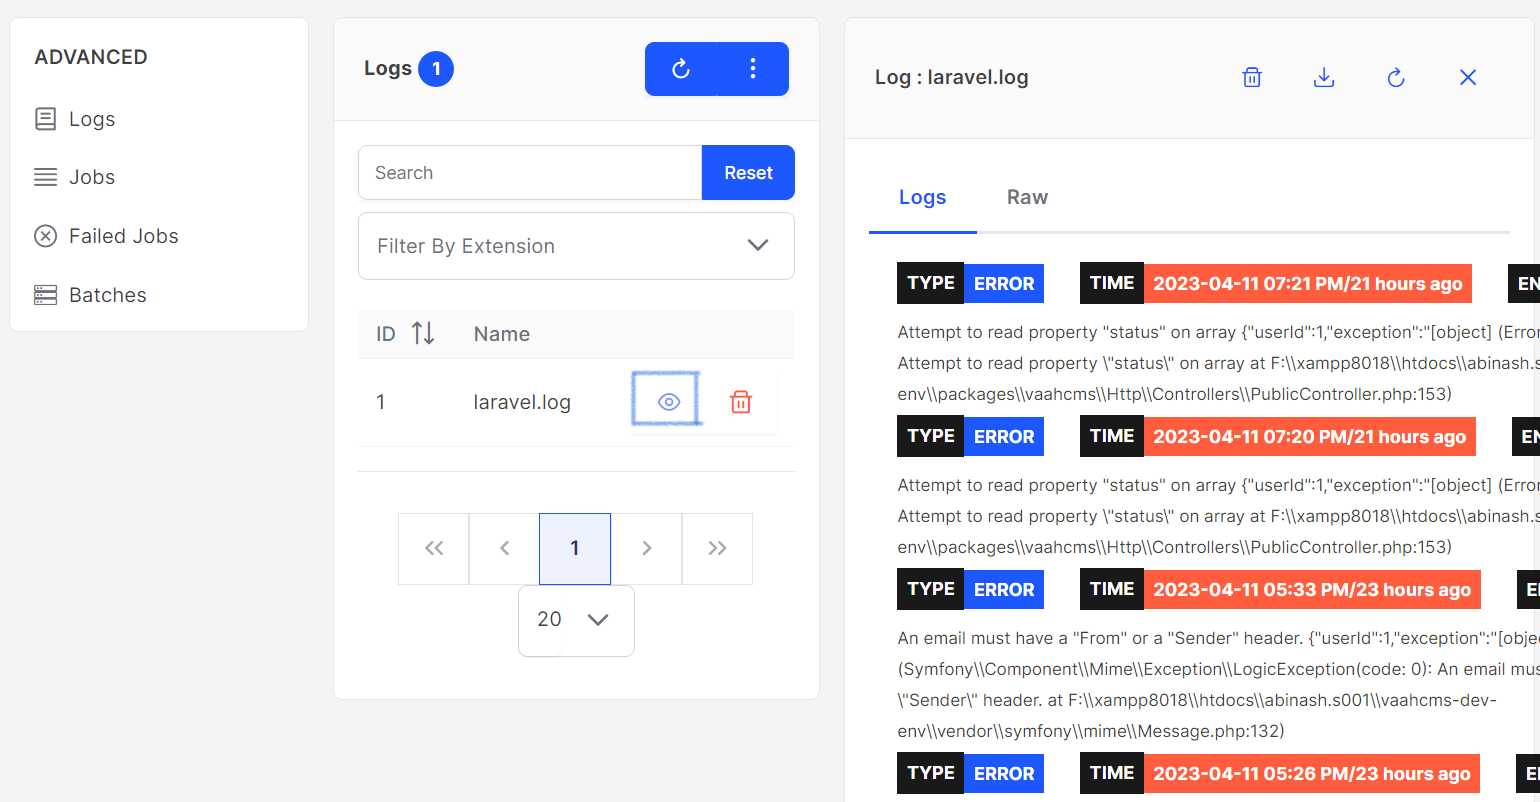 ADVANCED
Logs
Jobs
Failed Jobs
Batches
Logs 1
Search Reset
Filter By Extension
ID Name
1 laravel.log
1
20
Log : laravel.log
Logs Raw
TYPE ERROR TIME 2023-04-11 07:21 PM/21 hours ago EN
Attempt to read property "status" on array {"userId":1,"exception":"[object] (Error
Attempt to read property \"status\" on array at F:\\xampp8018\\htdocs\\abinash.s
env\\packages\\vaahcms\\Http\\Controllers\\PublicController.php:153)
TYPE ERROR TIME 2023-04-11 07:20 PM/21 hours ago EN
Attempt to read property "status" on array {"userId":1,"exception":"[object] (Error
Attempt to read property \"status\" on array at F:\\xampp8018\\htdocs\\abinash.s
env\\packages\\vaahcms\\Http\\Controllers\\PublicController.php:153)
TYPE ERROR TIME 2023-04-11 05:33 PM/23 hours ago E
An email must have a "From" or a "Sender" header. {"userId":1,"exception":"[obje
(Symfony\\Component\\Mime\\Exception\\LogicException(code: 0): An email mus
\"Sender\" header. at F:\\xampp8018\\htdocs\\abinash.s001\\vaahcms-dev-
env\\vendor\\symfony\\mime\\Message.php:132)
TYPE ERROR TIME 2023-04-11 05:26 PM/23 hours ago E